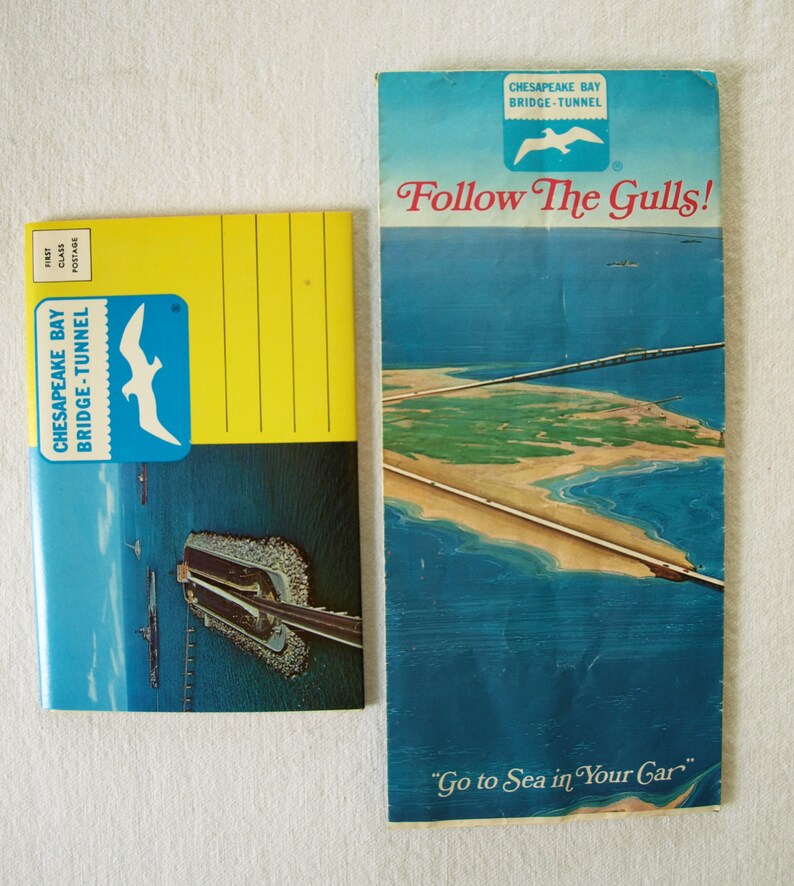 FIRST
CLASS
POSTAGE
CHESAPEAKE BAY
BRIDGE-TUNNEL
®
CHESAPEAKE BAY
BRIDGE-TUNNEL
®
Follow The Gulls!
"Go to Sea in Your Car"